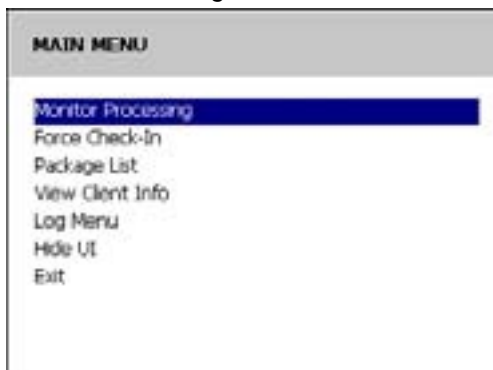 MAIN MENU
Monitor Processing
Force Check-In
Package List
View Client Info
Log Menu
Hide UI
Exit